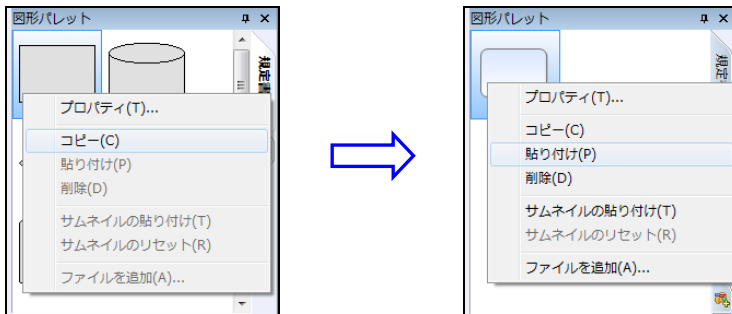 図形パレット
規定書
プロパティ(T)...
コピー(C)
貼り付け(P)
削除(D)
サムネイルの貼り付け(T)
サムネイルのリセット(R)
ファイルを追加(A)...
図形パレット
規定
プロパティ(T)...
コピー(C)
貼り付け(P)
削除(D)
サムネイルの貼り付け(T)
サムネイルのリセット(R)
ファイルを追加(A)...